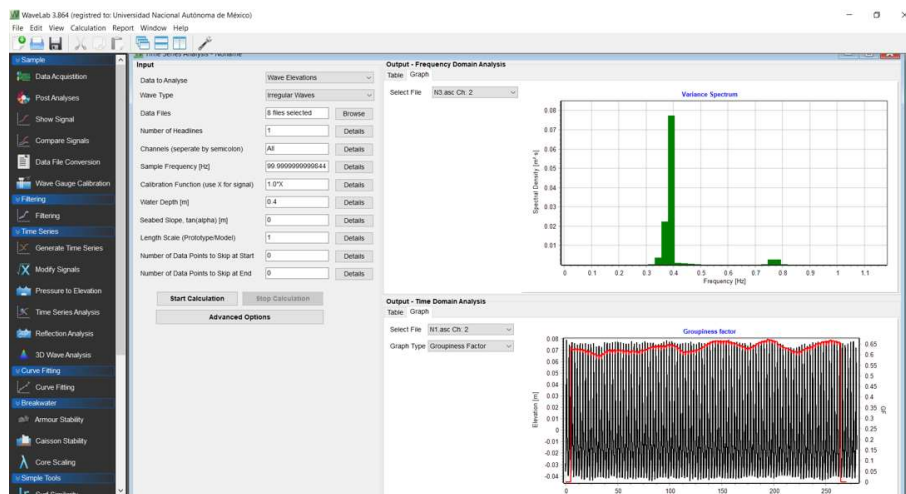 WaveLab 3.864 (registred to: Universidad Nacional Autònoma de Mèxico)
File Edit View Calculation Report Window Help
Sample
Data Acquistition
Post Analyses
Show Signal
Compare Signals
Data File Conversion
Wave Gauge Calibration
Filtering
Filtering
Time Series
Generate Time Series
Modify Signals
Pressure to Elevation
Time Series Analysis
Reflection Analysis
3D Wave Analysis
Curve Fitting
Curve Fitting
Breakwater
Armour Stability
Caisson Stability
Core Scaling
Simple Tools
Input
Data to Analyse Wave Elevations
Wave Type Irregular Waves
Data Files 8 files selected Browse
Number of Headlines 1 Details
Channels (seperate by semicolon) All Details
Sample Frequency [Hz] 99.9999999999644 Details
Calibration Function (use X for signal) 1.0*X Details
Water Depth [m] 0.4 Details
Seabed Slope, tan(alpha) [m] 0 Details
Length Scale (Prototype/Model) 1 Details
Number of Data Points to Skip at Start 0 Details
Number of Data Points to Skip at End 0 Details
Start Calculation Stop Calculation
Advanced Options
Output - Frequency Domain Analysis
Table Graph
Select File N3.asc Ch. 2
Variance Spectrum
Spectral Density [m²·s]
0.08
0.07
0.06
0.05
0.04
0.03
0.02
0.01
0 0.1 0.2 0.3 0.4 0.5 0.6 0.7 0.8 0.9 1 1.1
Frequency [Hz]
Output - Time Domain Analysis
Table Graph
Select File N1.asc Ch. 2
Graph Type Groupiness Factor
Groupiness factor
Elevation [m]
0.08
0.07
0.06
0.05
0.04
0.03
0.02
0.01
0
-0.01
-0.02
-0.03
-0.04
0.65
0.6
0.55
0.5
0.45
0.4
0.35
0.3
0.25
0.2
0.15
0.1
0.05
0
GF
0 50 100 150 200 250